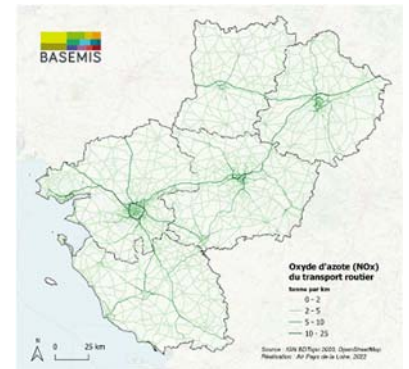 BASEMIS
Oxyde d'azote (NOx)
du transport routier
tonne par km
0 - 2
2 - 5
5 - 10
10 - 25
N
0 25 km
Source : IGN BDTopo 2020, OpenStreetMap
Réalisation : Air Pays de la Loire, 2022